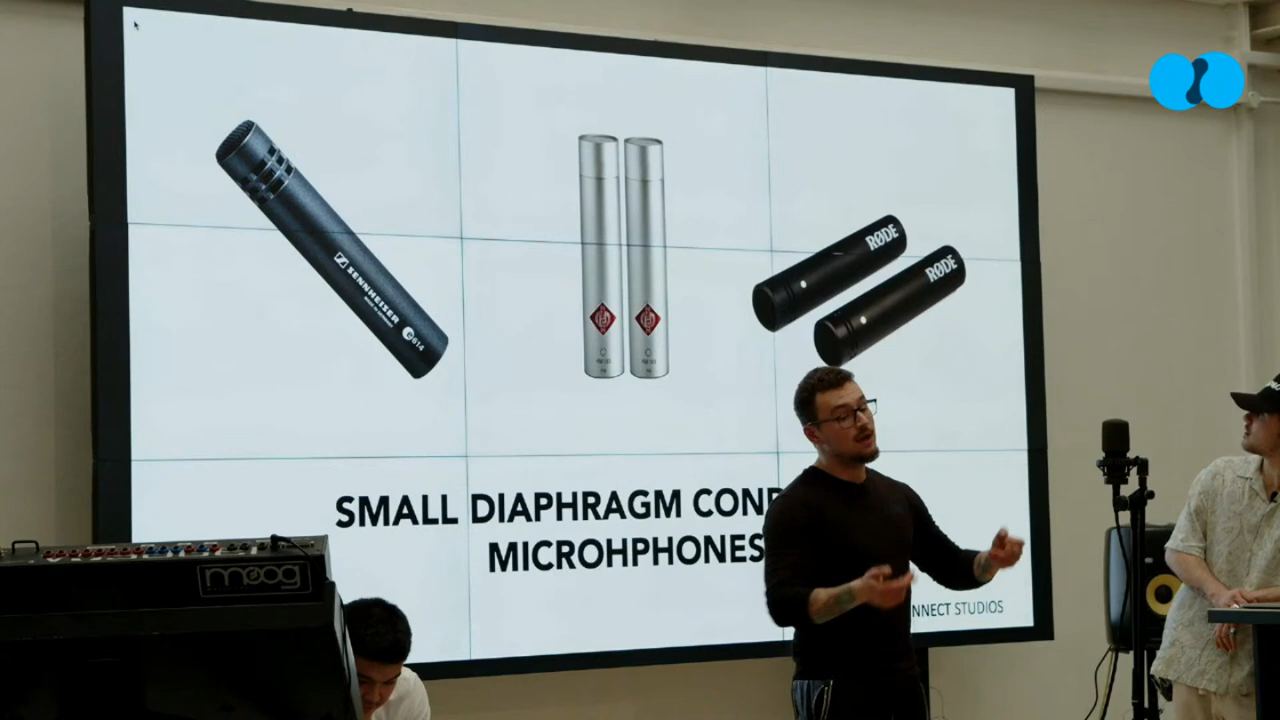 SENNHEISER
e614
RØDE
RØDE
SMALL DIAPHRAGM COND
MICROHPHONES
NNECT STUDIOS
moog